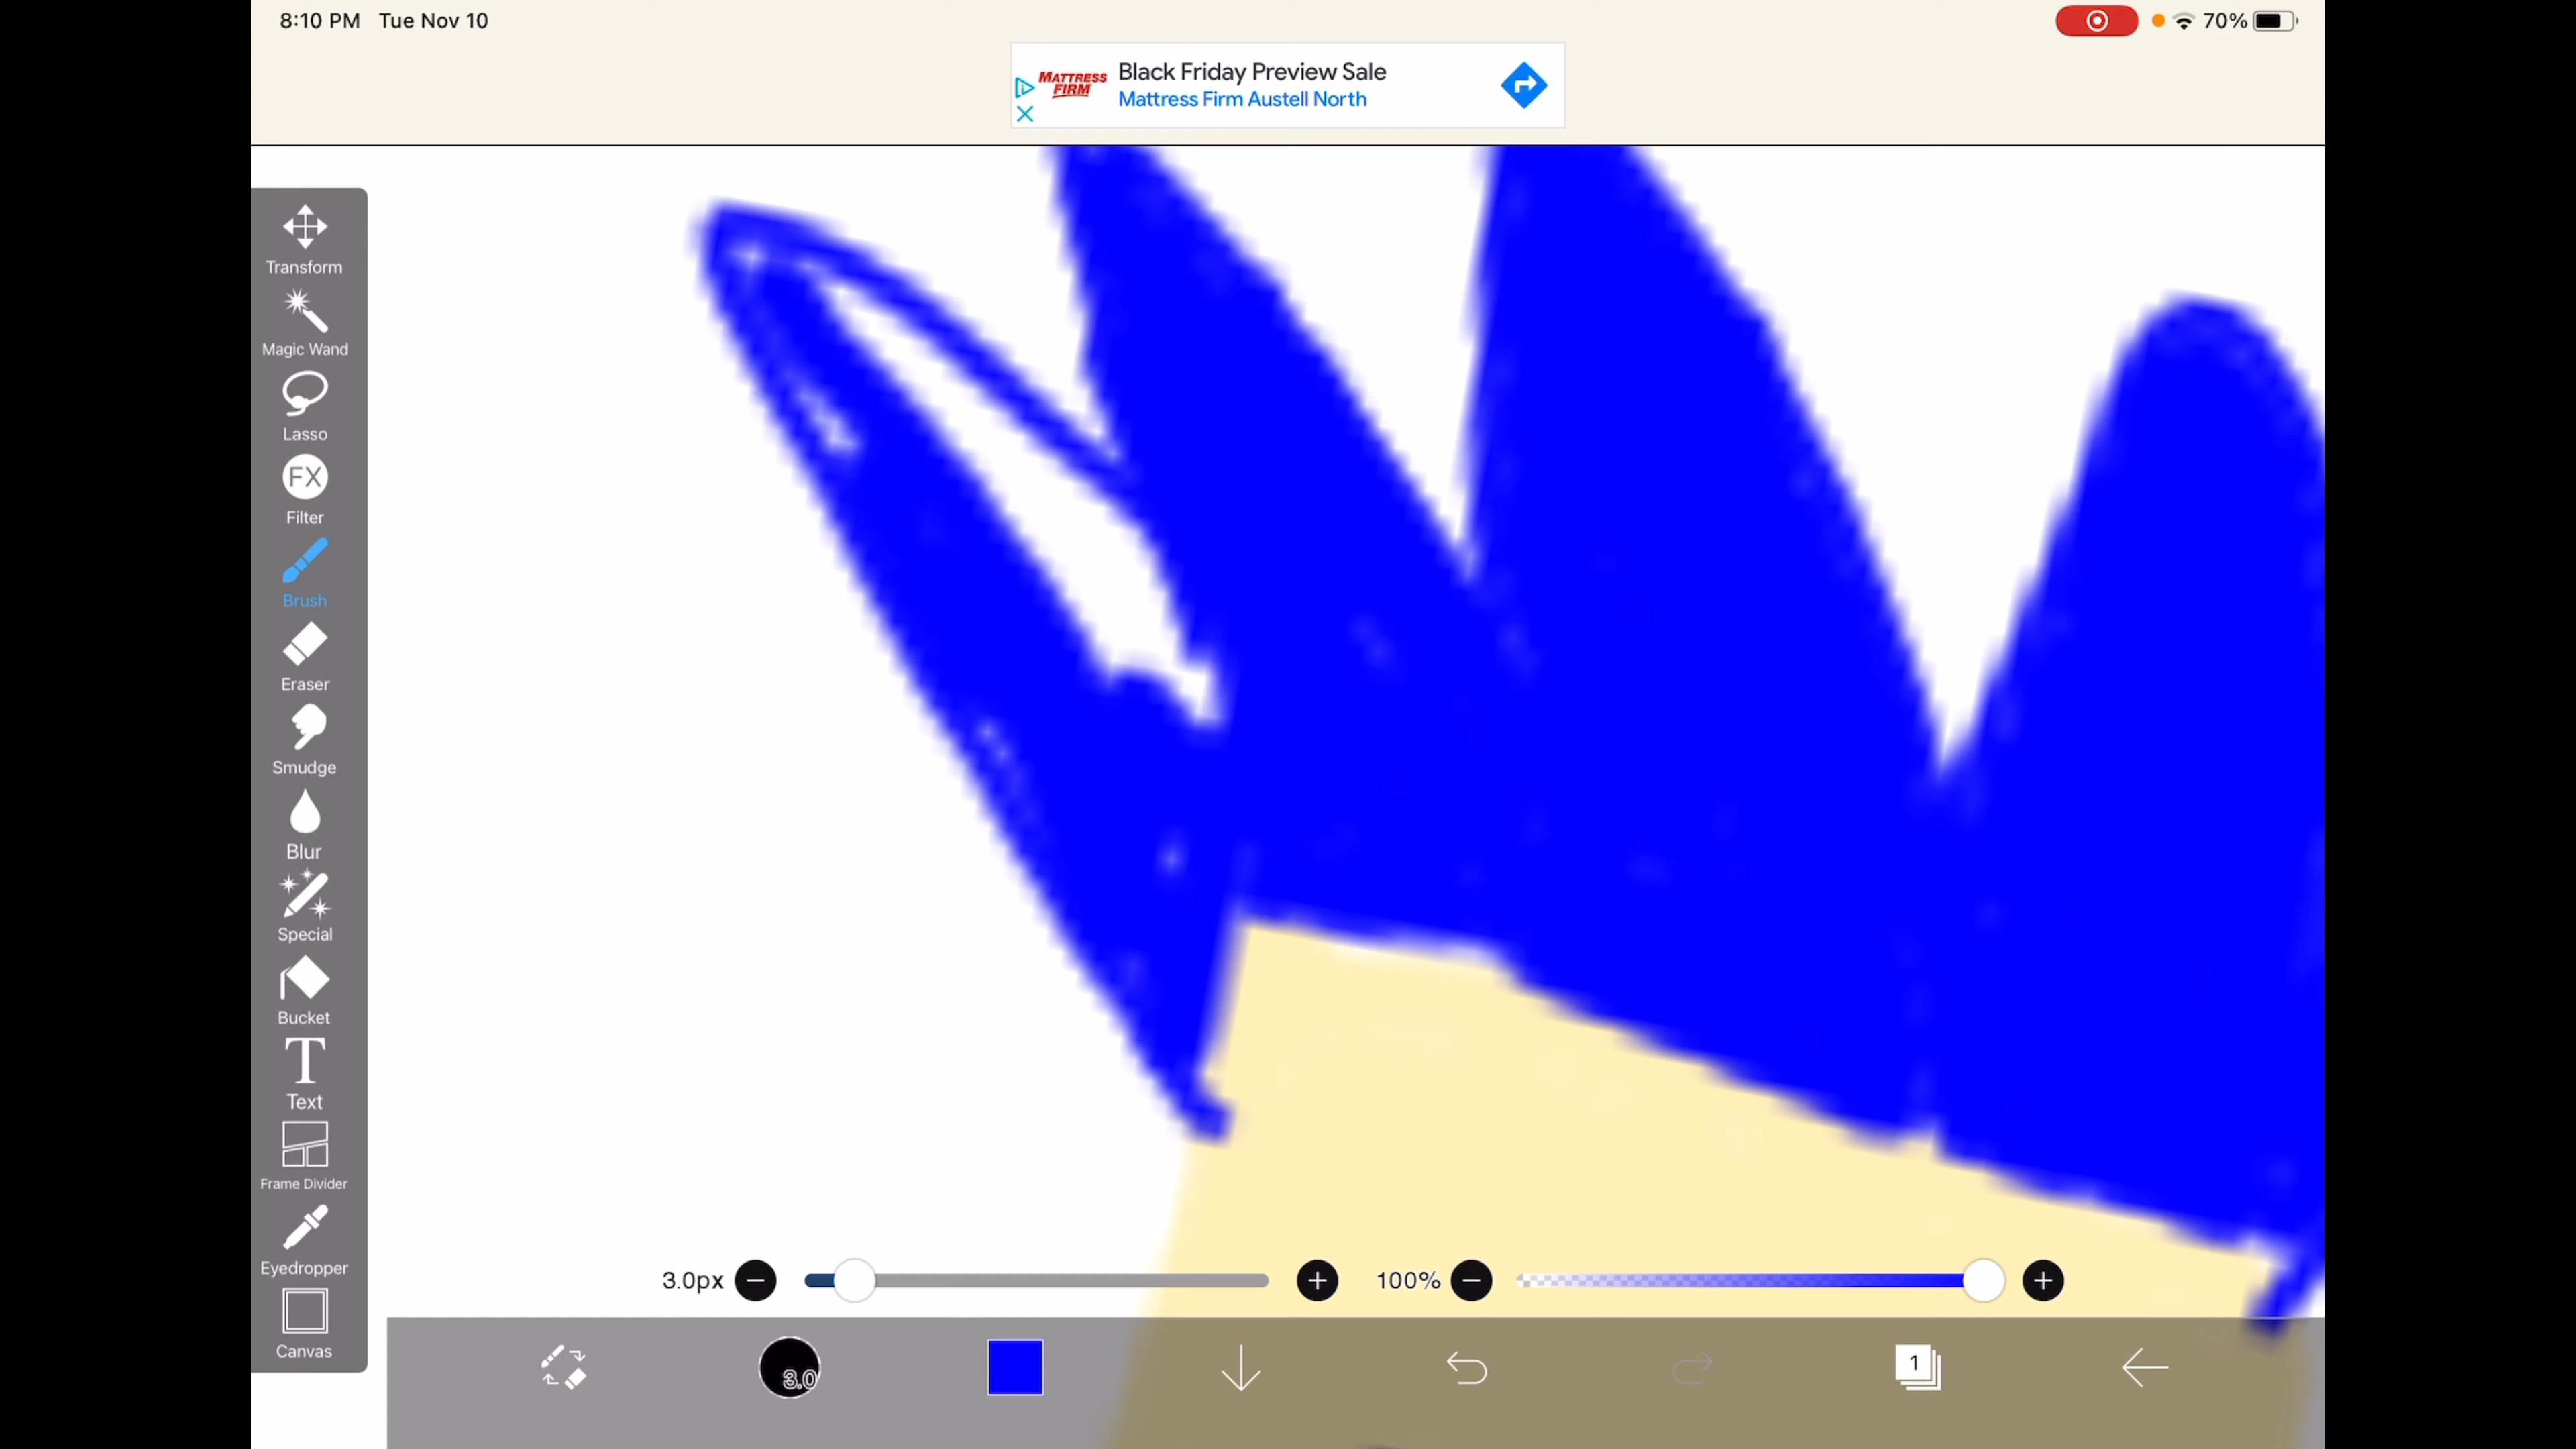 8:10 PM Tue Nov 10
70%
MATTRESS
FIRM
Black Friday Preview Sale
Mattress Firm Austell North
Transform
Magic Wand
Lasso
FX
Filter
Brush
Eraser
Smudge
Blur
Special
Bucket
T
Text
Frame Divider
Eyedropper
Canvas
3.0px
100%
3.0
1